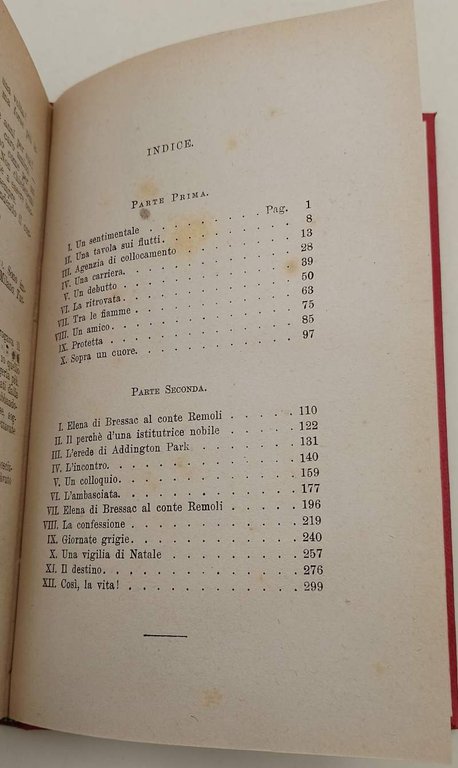 INDICE.
PARTE PRIMA.
I. Un sentimentale . . . . . . . . Pag. 1
II. Una tavola sui flutti. . . . . . . . . 8
III. Agenzia di collocamento . . . . . . . . 13
IV. Una carriera. . . . . . . . . . . 28
V. Un debutto . . . . . . . . . . . 39
VI. La ritrovata. . . . . . . . . . . 50
VII. Tra le fiamme . . . . . . . . . . 63
VIII. Un amico . . . . . . . . . . . 75
IX. Protetta . . . . . . . . . . . 85
X. Sopra un cuore. . . . . . . . . . . 97
PARTE SECONDA.
I. Elena di Bressac al conte Remoli . . . . . 110
II. Il perchè d'una istitutrice nobile . . . . . 122
III. L'erede di Addington Park . . . . . . 131
IV. L'incontro. . . . . . . . . . . 140
V. Un colloquio . . . . . . . . . . 159
VI. L'ambasciata. . . . . . . . . . . 177
VII. Elena di Bressac al conte Remoli . . . . . 196
VIII. La confessione . . . . . . . . . . 219
IX. Giornate grigie . . . . . . . . . . 240
X. Una vigilia di Natale . . . . . . . . 257
XI. Il destino . . . . . . . . . . . 276
XII. Così, la vita! . . . . . . . . . . 299